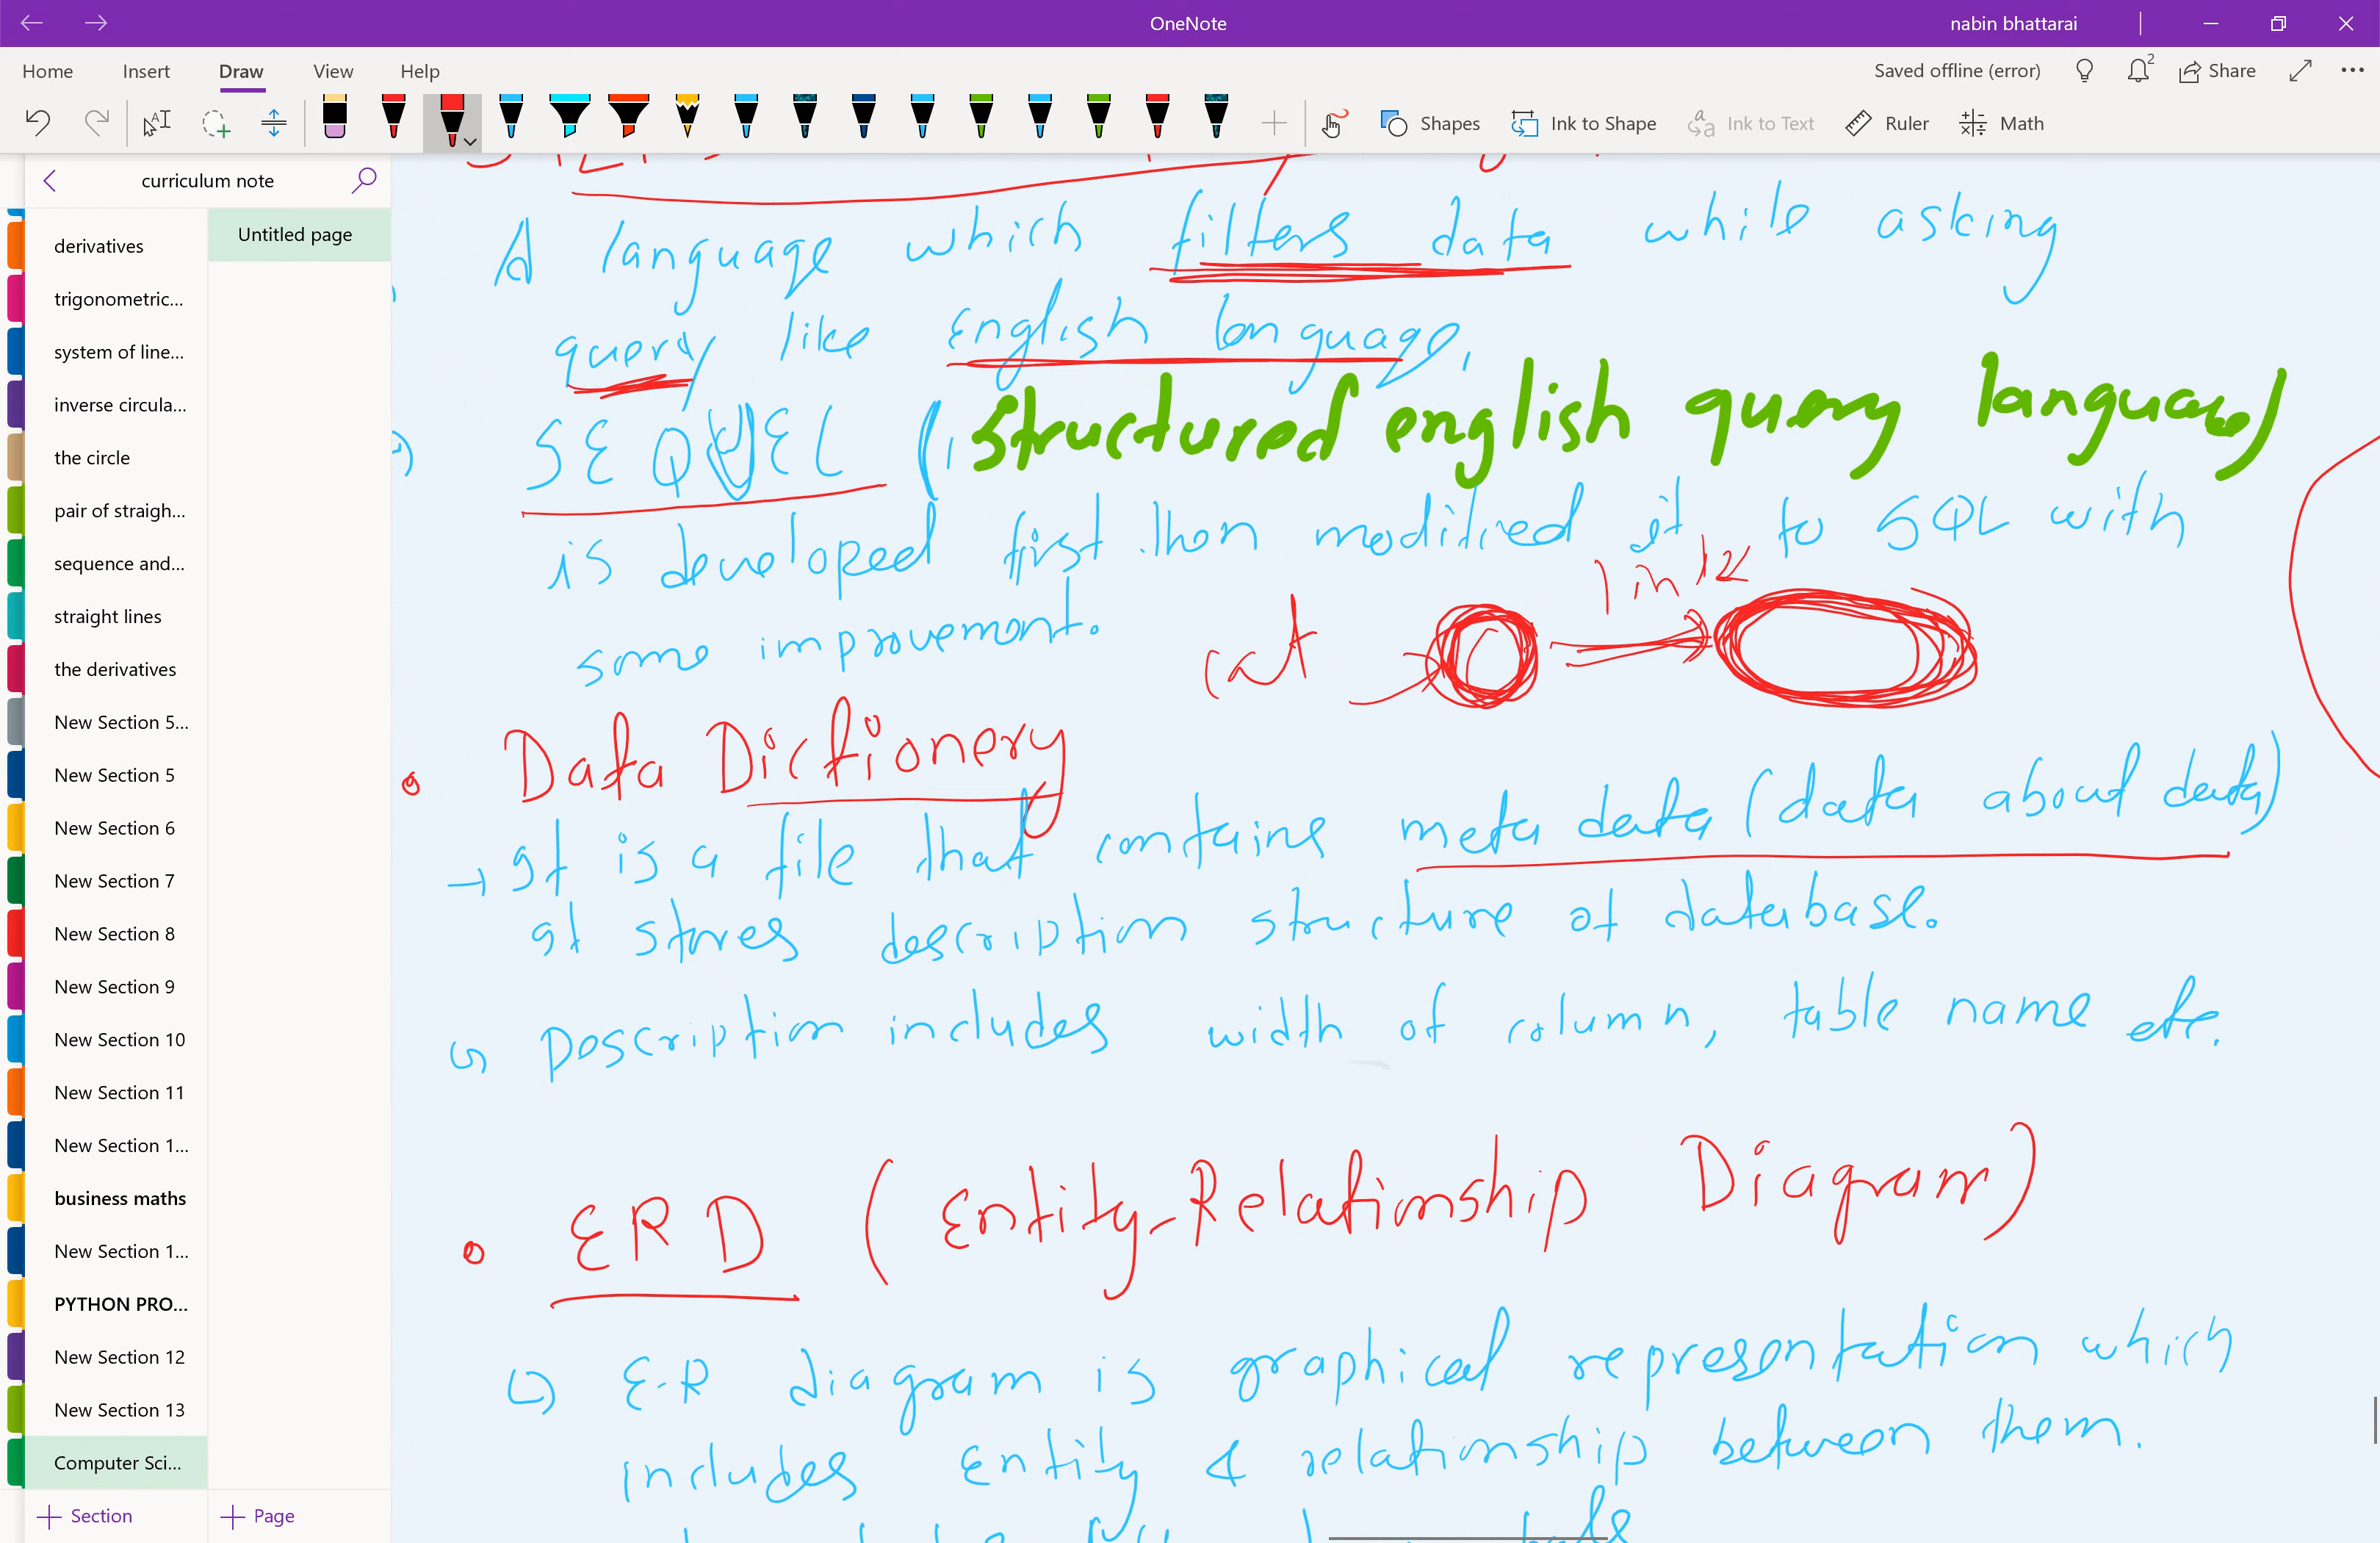 OneNote
nabin bhattarai
Home Insert Draw View Help
Saved offline (error) 2 Share
Shapes Ink to Shape Ink to Text Ruler Math
curriculum note
Untitled page
derivatives
trigonometric...
system of line...
inverse circula...
the circle
pair of straigh...
sequence and...
straight lines
the derivatives
New Section 5...
New Section 5
New Section 6
New Section 7
New Section 8
New Section 9
New Section 10
New Section 11
New Section 1...
business maths
New Section 1...
PYTHON PRO...
New Section 12
New Section 13
Computer Sci...
Section
Page
A language which filters data while asking
query like English language.
SEQUEL (structured english query language)
is developed first then modified it to SQL with
some improvement.
cat link
Data Dictionery
It is a file that contains meta data (data about data)
It stores description structure of database.
Description includes width of column, table name etc.
ERD (Entity-Relationship Diagram)
E-R diagram is graphical representation which
includes entity & relationship between them.